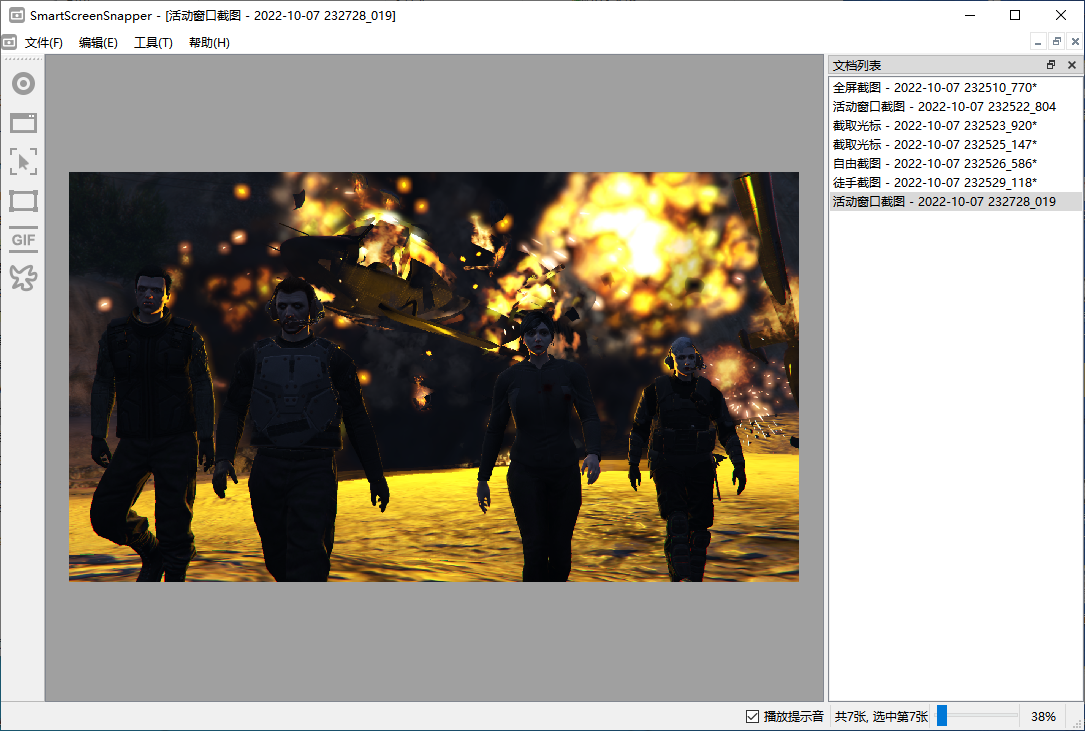 SmartScreenSnapper - [活动窗口截图 - 2022-10-07 232728_019]
文件(F) 编辑(E) 工具(T) 帮助(H)
文档列表
全屏截图 - 2022-10-07 232510_770*
活动窗口截图 - 2022-10-07 232522_804
截取光标 - 2022-10-07 232523_920*
截取光标 - 2022-10-07 232525_147*
自由截图 - 2022-10-07 232526_586*
徒手截图 - 2022-10-07 232529_118*
活动窗口截图 - 2022-10-07 232728_019
GIF
播放提示音 共7张, 选中第7张 38%